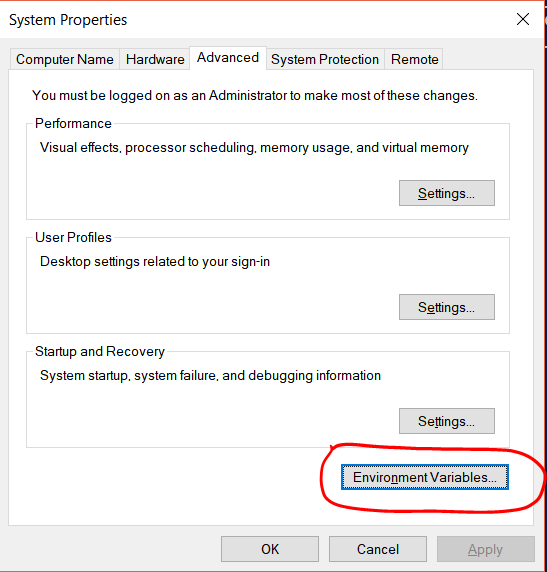 System Properties
Computer Name Hardware Advanced System Protection Remote
You must be logged on as an Administrator to make most of these changes.
Performance
Visual effects, processor scheduling, memory usage, and virtual memory
Settings...
User Profiles
Desktop settings related to your sign-in
Settings...
Startup and Recovery
System startup, system failure, and debugging information
Settings...
Environment Variables...
OK Cancel Apply